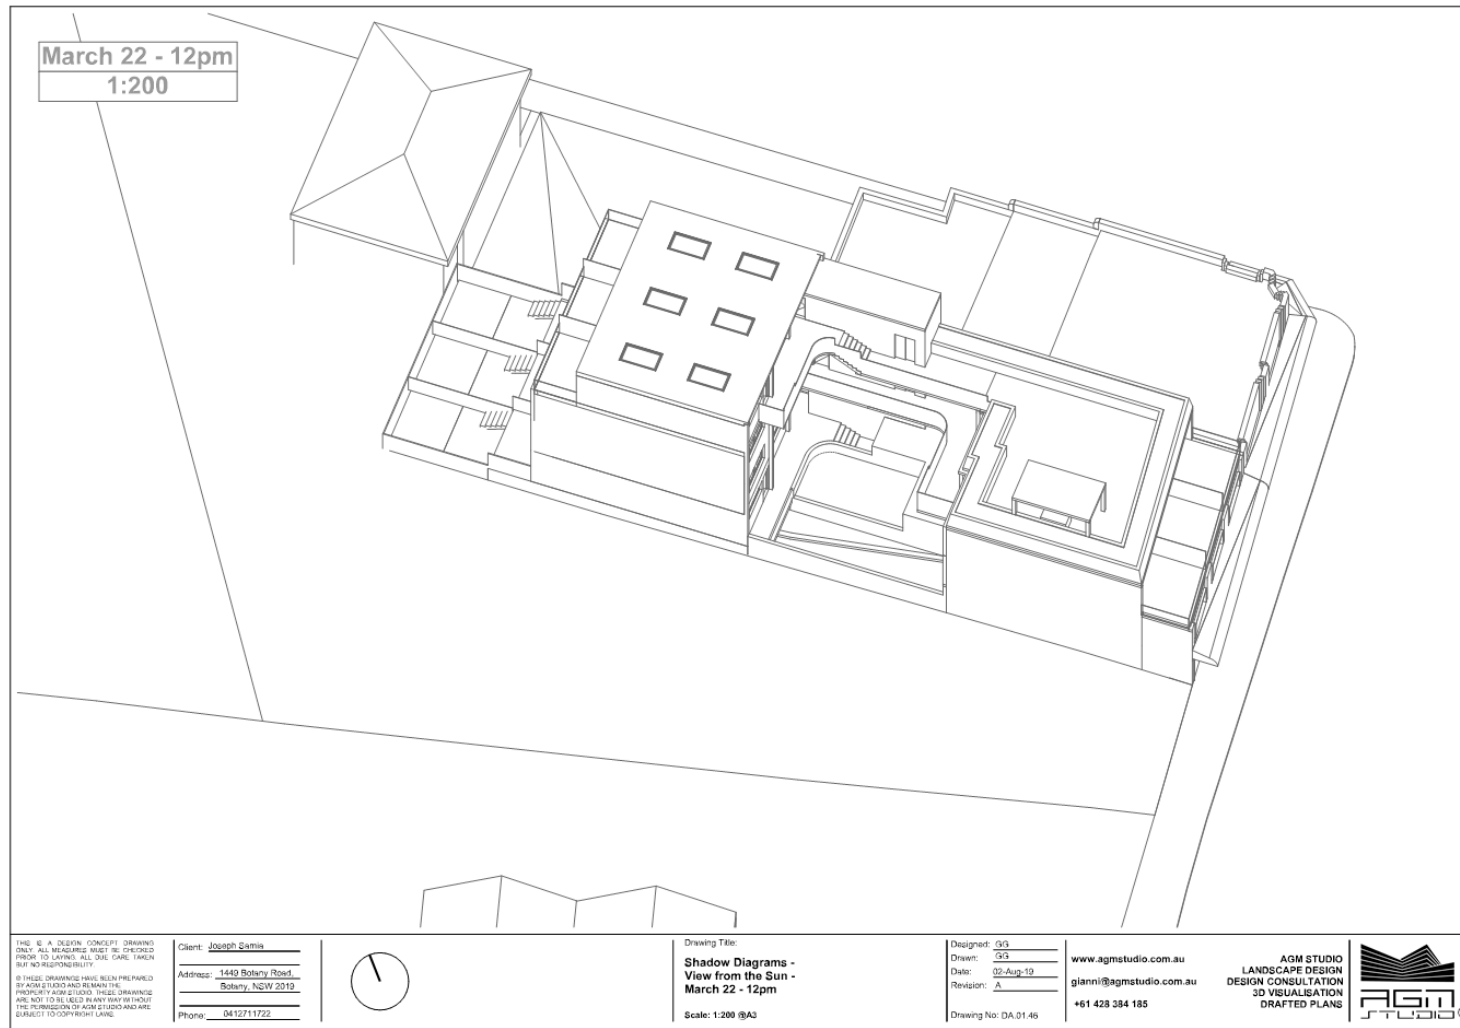 March 22 - 12pm
1:200
THIS IS A DESIGN CONCEPT DRAWING
ONLY. ALL MEASURES MUST BE CHECKED
PRIOR TO LAYING. ALL DUE CARE TAKEN
BUT NO RESPONSIBILITY.
© THESE DRAWINGS HAVE BEEN PREPARED
BY AGM STUDIO AND REMAIN THE
PROPERTY AGM STUDIO. THESE DRAWINGS
ARE NOT TO BE USED IN ANY WAY WITHOUT
THE PERMISSION OF AGM STUDIO AND ARE
SUBJECT TO COPYRIGHT LAWS.
Client: Joseph Samia
Address: 1449 Botany Road,
Botany, NSW 2019
Phone: 0412711722
Drawing Title:
Shadow Diagrams -
View from the Sun -
March 22 - 12pm
Scale: 1:200 @A3
Designed: GG
Drawn: GG
Date: 02-Aug-19
Revision: A
Drawing No: DA.01.46
www.agmstudio.com.au
gianni@agmstudio.com.au
+61 428 384 185
AGM STUDIO
LANDSCAPE DESIGN
DESIGN CONSULTATION
3D VISUALISATION
DRAFTED PLANS
AGM
STUDIO